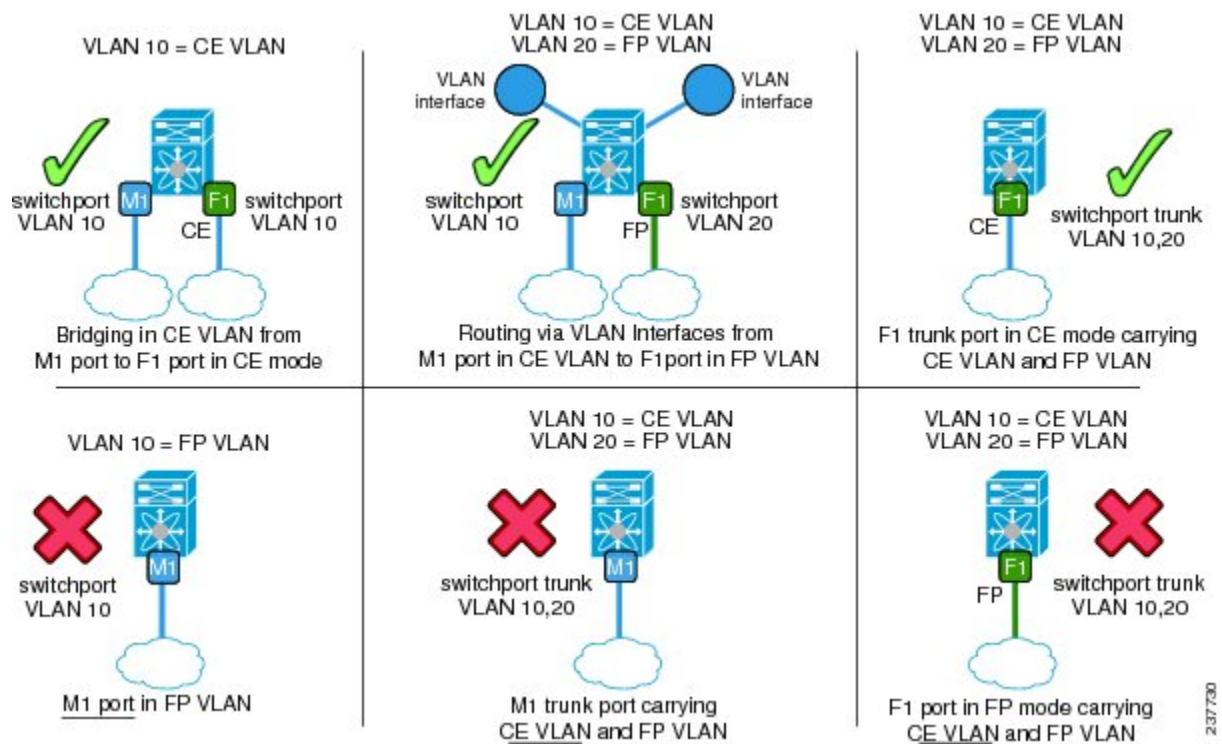 VLAN 10 = CE VLAN
switchport
VLAN 10
M1
F1
switchport
VLAN 10
CE
Bridging in CE VLAN from
M1 port to F1 port in CE mode
VLAN 10 = CE VLAN
VLAN 20 = FP VLAN
VLAN
interface
VLAN
interface
switchport
VLAN 10
M1
F1
switchport
VLAN 20
FP
Routing via VLAN Interfaces from
M1 port in CE VLAN to F1port in FP VLAN
VLAN 10 = CE VLAN
VLAN 20 = FP VLAN
F1
CE
switchport trunk
VLAN 10,20
F1 trunk port in CE mode carrying
CE VLAN and FP VLAN
VLAN 10 = FP VLAN
switchport
VLAN 10
M1
M1 port in FP VLAN
VLAN 10 = CE VLAN
VLAN 20 = FP VLAN
switchport trunk
VLAN 10,20
M1
M1 trunk port carrying
CE VLAN and FP VLAN
VLAN 10 = CE VLAN
VLAN 20 = FP VLAN
F1
FP
switchport trunk
VLAN 10,20
F1 port in FP mode carrying
CE VLAN and FP VLAN
237730